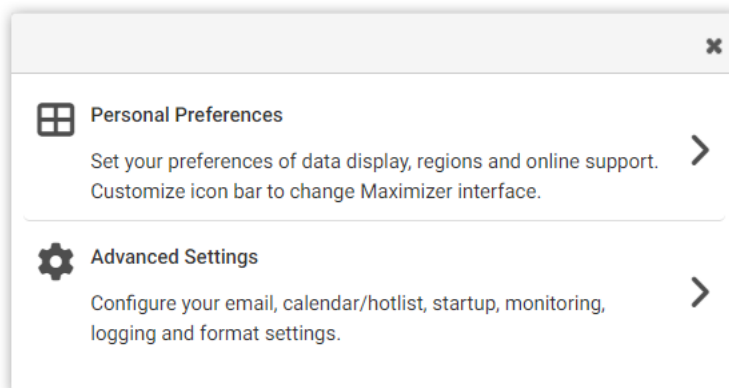 Personal Preferences
Set your preferences of data display, regions and online support.
Customize icon bar to change Maximizer interface.
Advanced Settings
Configure your email, calendar/hotlist, startup, monitoring,
logging and format settings.